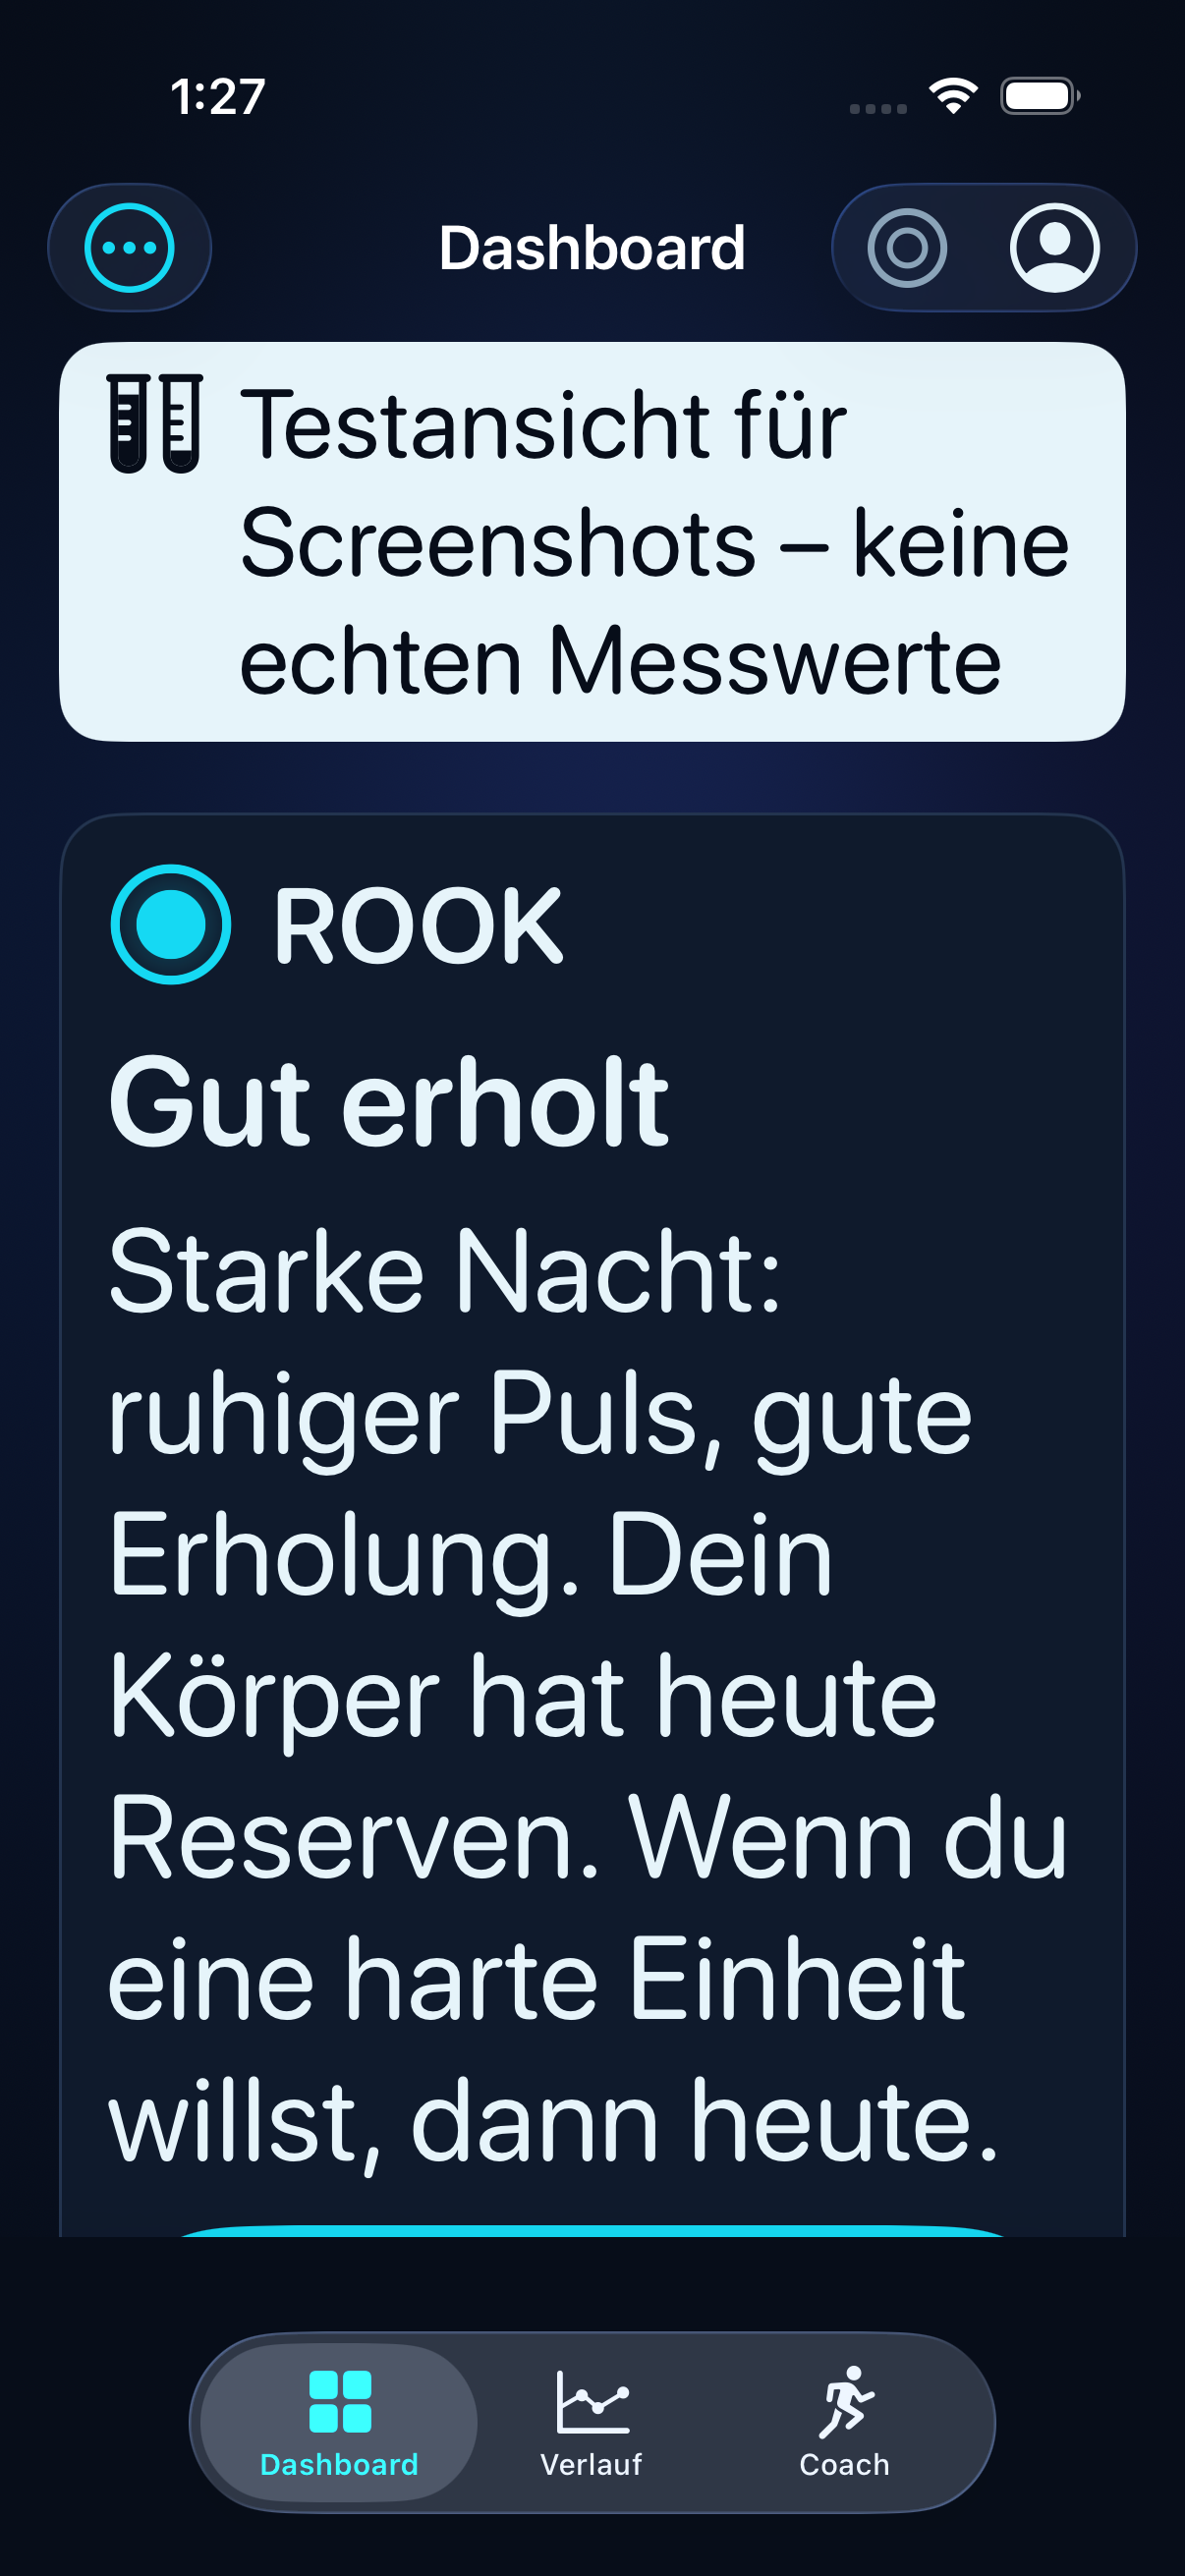 1:27
Dashboard
Testansicht für
Screenshots – keine
echten Messwerte
ROOK
Gut erholt
Starke Nacht:
ruhiger Puls, gute
Erholung. Dein
Körper hat heute
Reserven. Wenn du
eine harte Einheit
willst, dann heute.
Dashboard
Verlauf
Coach